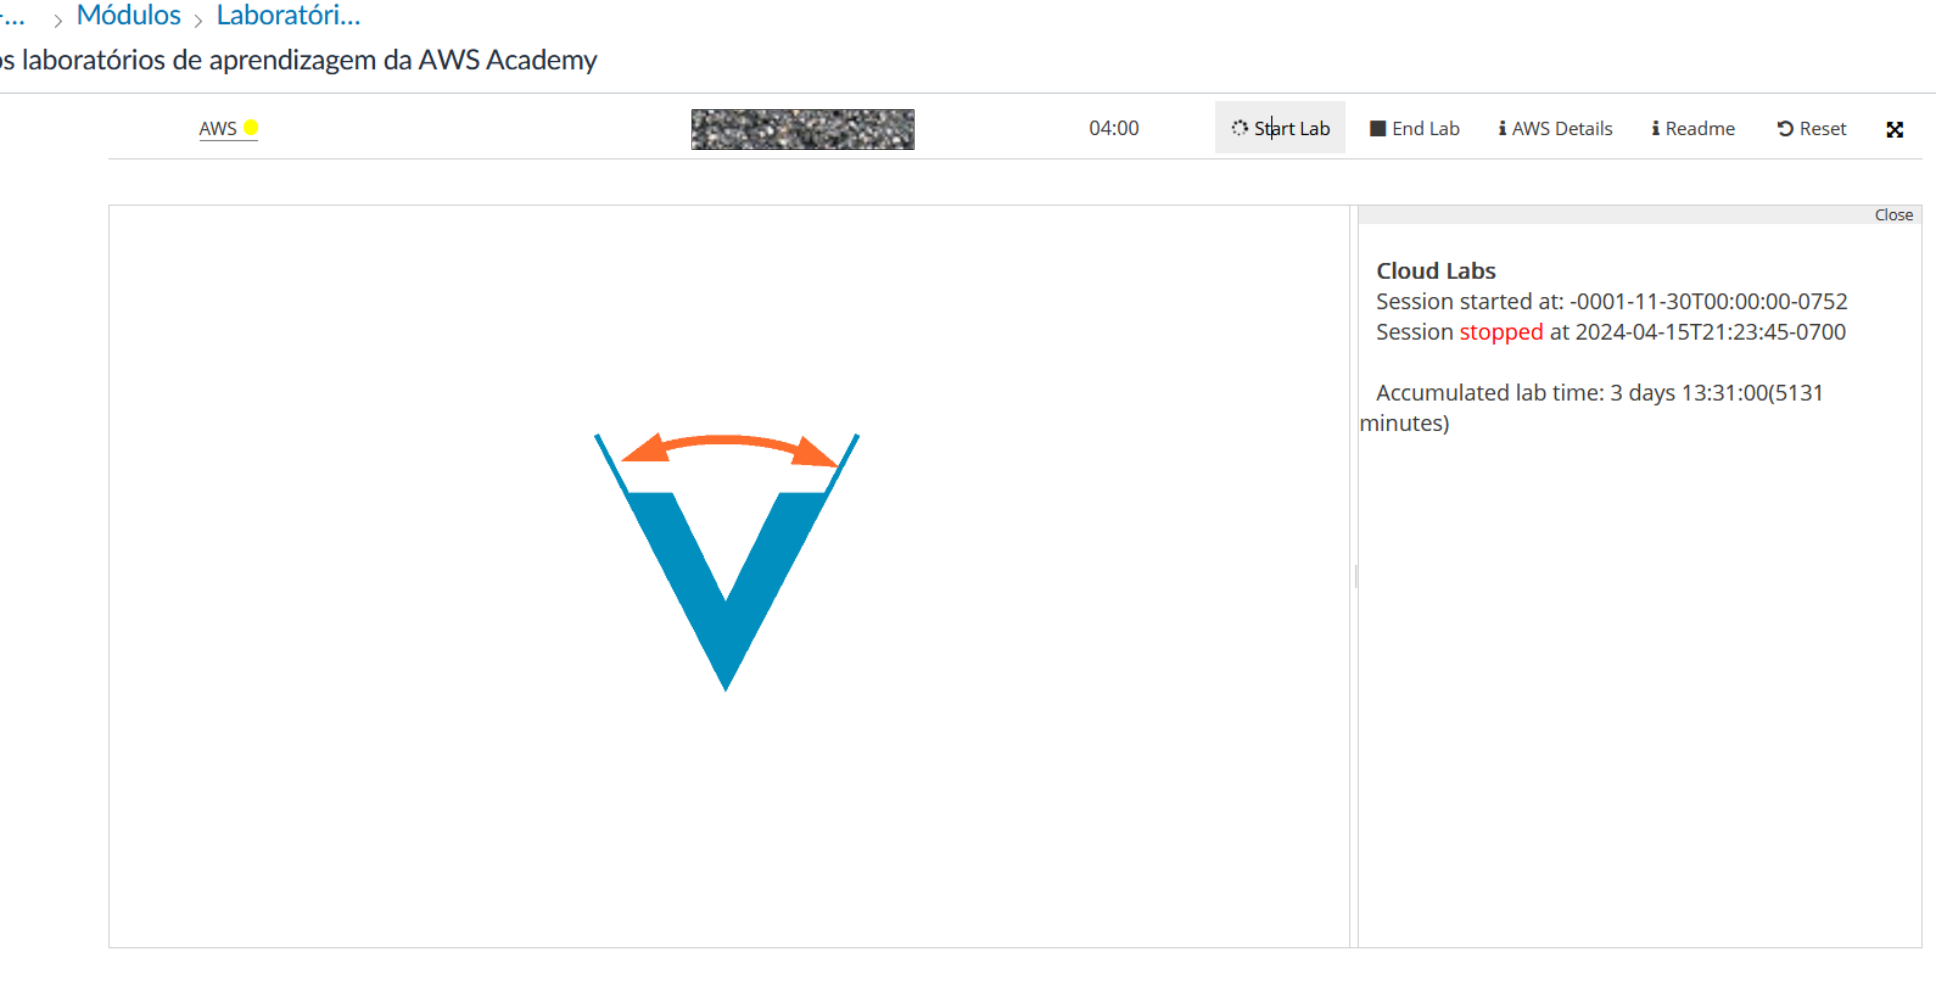 -... > Módulos > Laboratóri...
os laboratórios de aprendizagem da AWS Academy
AWS 04:00 Start Lab End Lab AWS Details Readme Reset
Close
Cloud Labs
Session started at: -0001-11-30T00:00:00-0752
Session stopped at 2024-04-15T21:23:45-0700
Accumulated lab time: 3 days 13:31:00(5131
minutes)